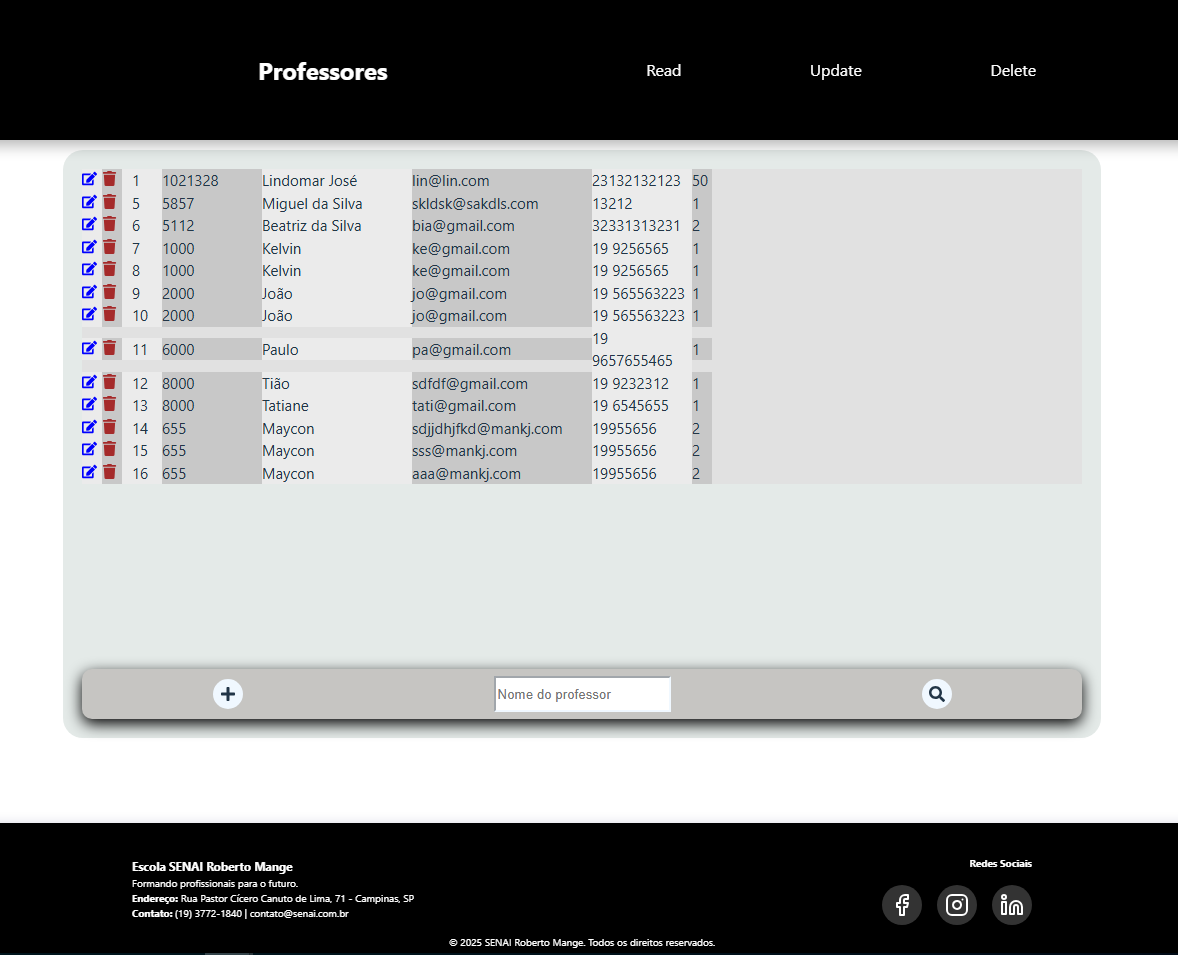 Professores Read Update Delete
1 1021328 Lindomar José lin@lin.com 23132132123 50
5 5857 Miguel da Silva skldsk@sakdls.com 13212 1
6 5112 Beatriz da Silva bia@gmail.com 32331313231 2
7 1000 Kelvin ke@gmail.com 19 9256565 1
8 1000 Kelvin ke@gmail.com 19 9256565 1
9 2000 João jo@gmail.com 19 565563223 1
10 2000 João jo@gmail.com 19 565563223 1
11 6000 Paulo pa@gmail.com 19 9657655465 1
12 8000 Tião sdfdf@gmail.com 19 9232312 1
13 8000 Tatiane tati@gmail.com 19 6545655 1
14 655 Maycon sdjjdhjfkd@mankj.com 19955656 2
15 655 Maycon sss@mankj.com 19955656 2
16 655 Maycon aaa@mankj.com 19955656 2
Nome do professor
Escola SENAI Roberto Mange
Formando profissionais para o futuro.
Endereço: Rua Pastor Cícero Canuto de Lima, 71 - Campinas, SP
Contato: (19) 3772-1840 | contato@senai.com.br
Redes Sociais
© 2025 SENAI Roberto Mange. Todos os direitos reservados.